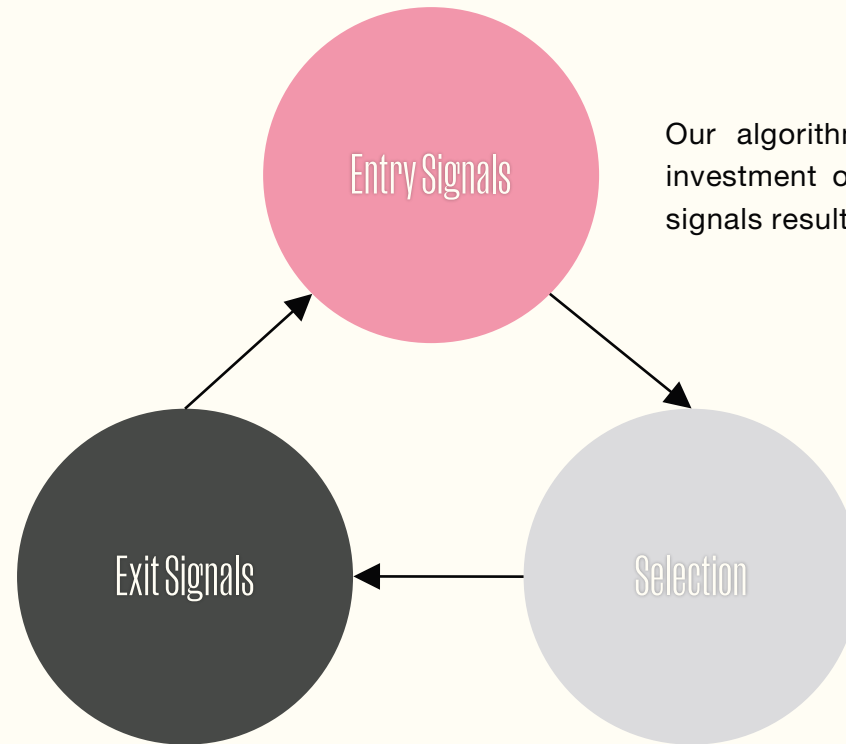 Entry Signals
Our algorith
investment o
signals result
Exit Signals
Selection